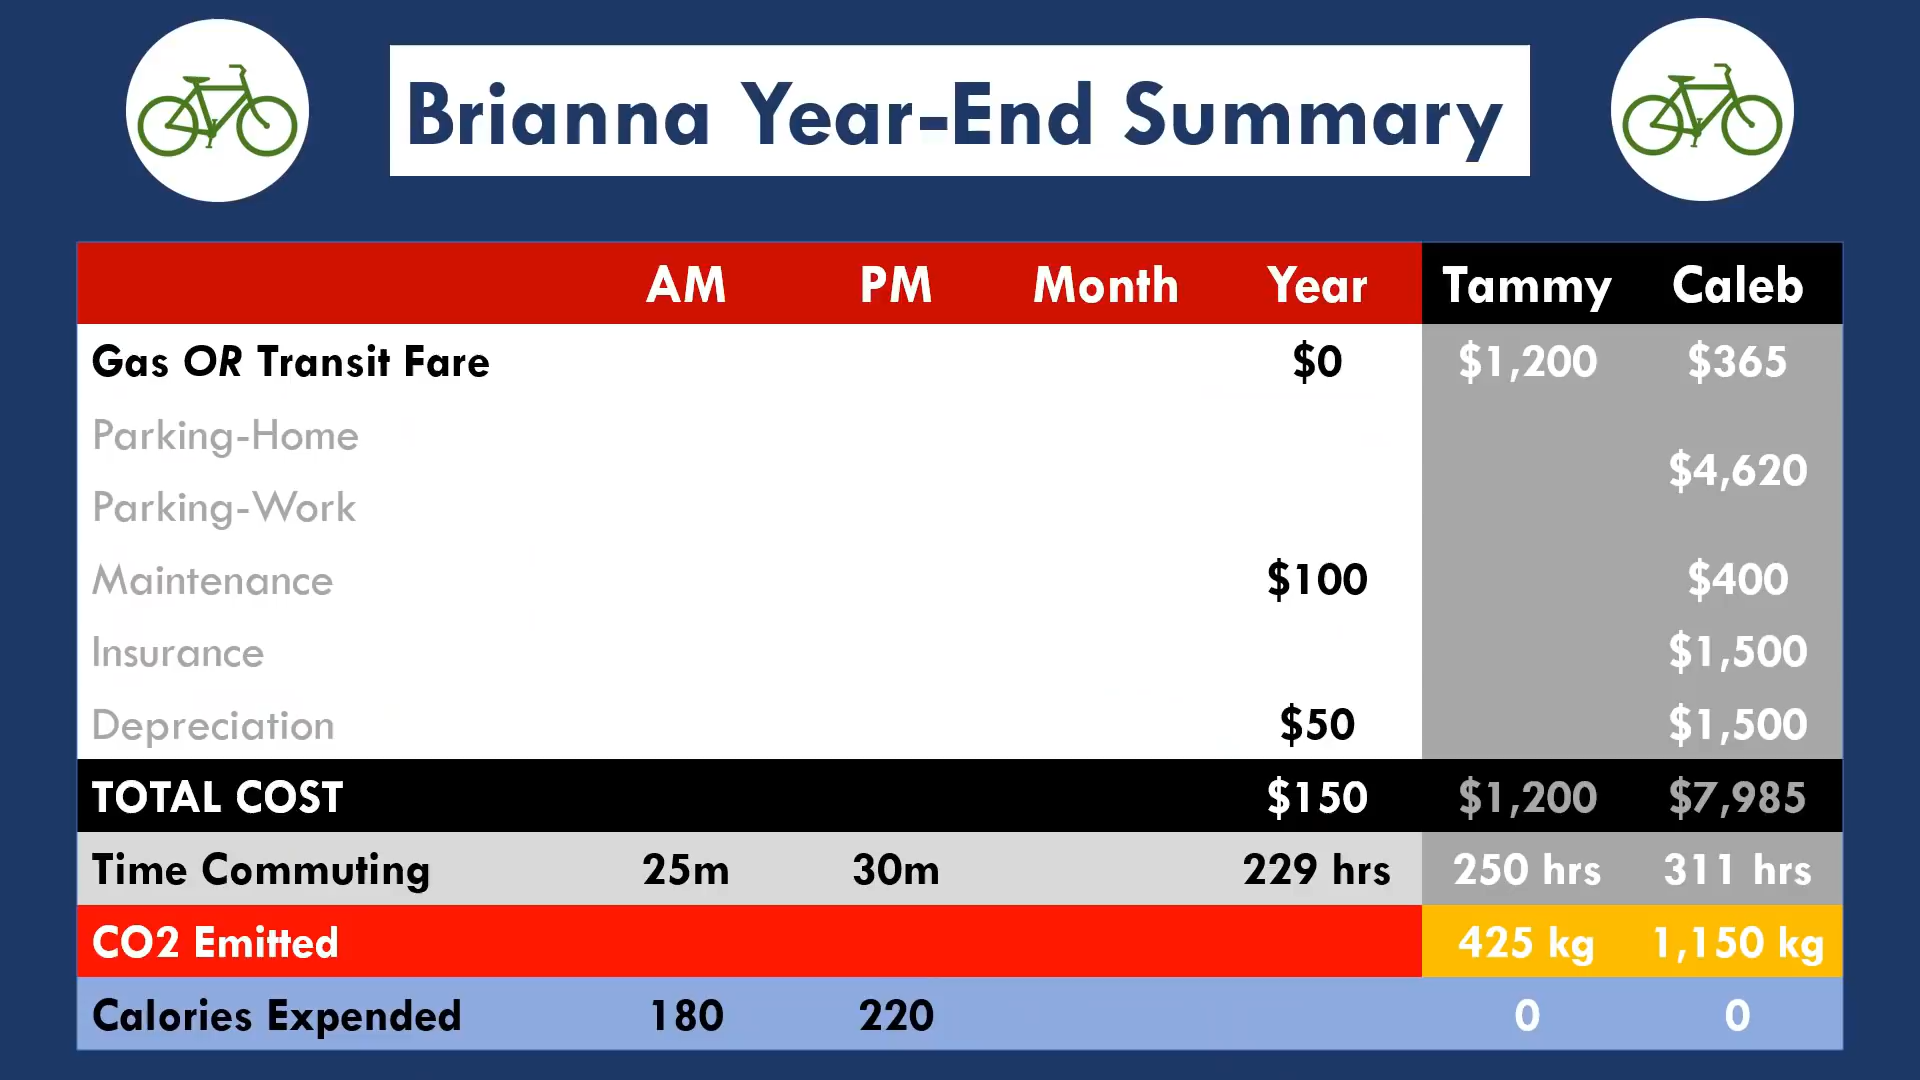 Brianna Year-End Summary
AM PM Month Year Tammy Caleb
Gas OR Transit Fare $0 $1,200 $365
Parking-Home
$4,620
Parking-Work
Maintenance $100 $400
Insurance $1,500
Depreciation $50 $1,500
TOTAL COST $150 $1,200 $7,985
Time Commuting 25m 30m 229 hrs 250 hrs 311 hrs
CO2 Emitted 425 kg 1,150 kg
Calories Expended 180 220 0 0